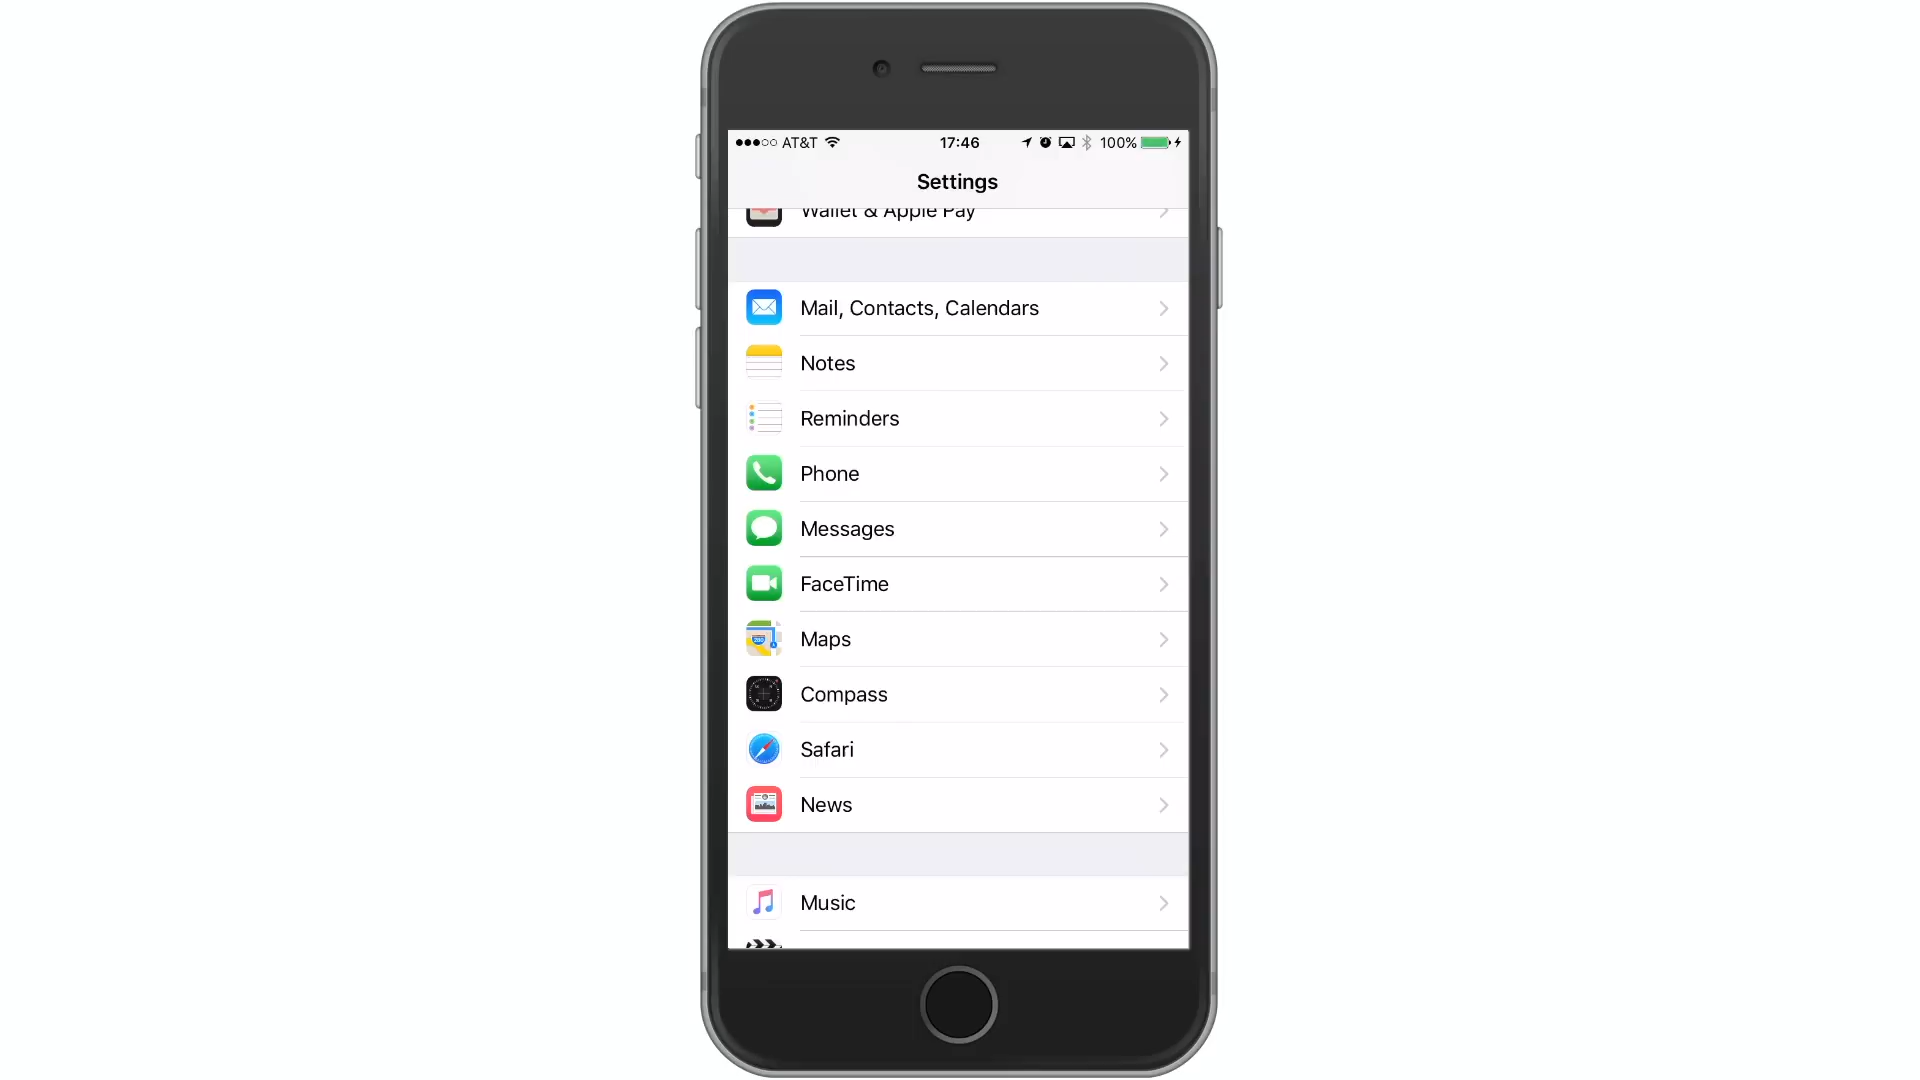 AT&T 17:46 100%
Settings
Wallet & Apple Pay
Mail, Contacts, Calendars
Notes
Reminders
Phone
Messages
FaceTime
280
Maps
Compass
Safari
News
Music